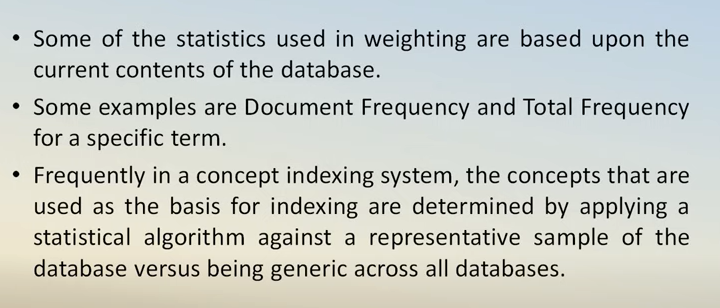 • Some of the statistics used in weighting are based upon the
current contents of the database.
• Some examples are Document Frequency and Total Frequency
for a specific term.
• Frequently in a concept indexing system, the concepts that are
used as the basis for indexing are determined by applying a
statistical algorithm against a representative sample of the
database versus being generic across all databases.